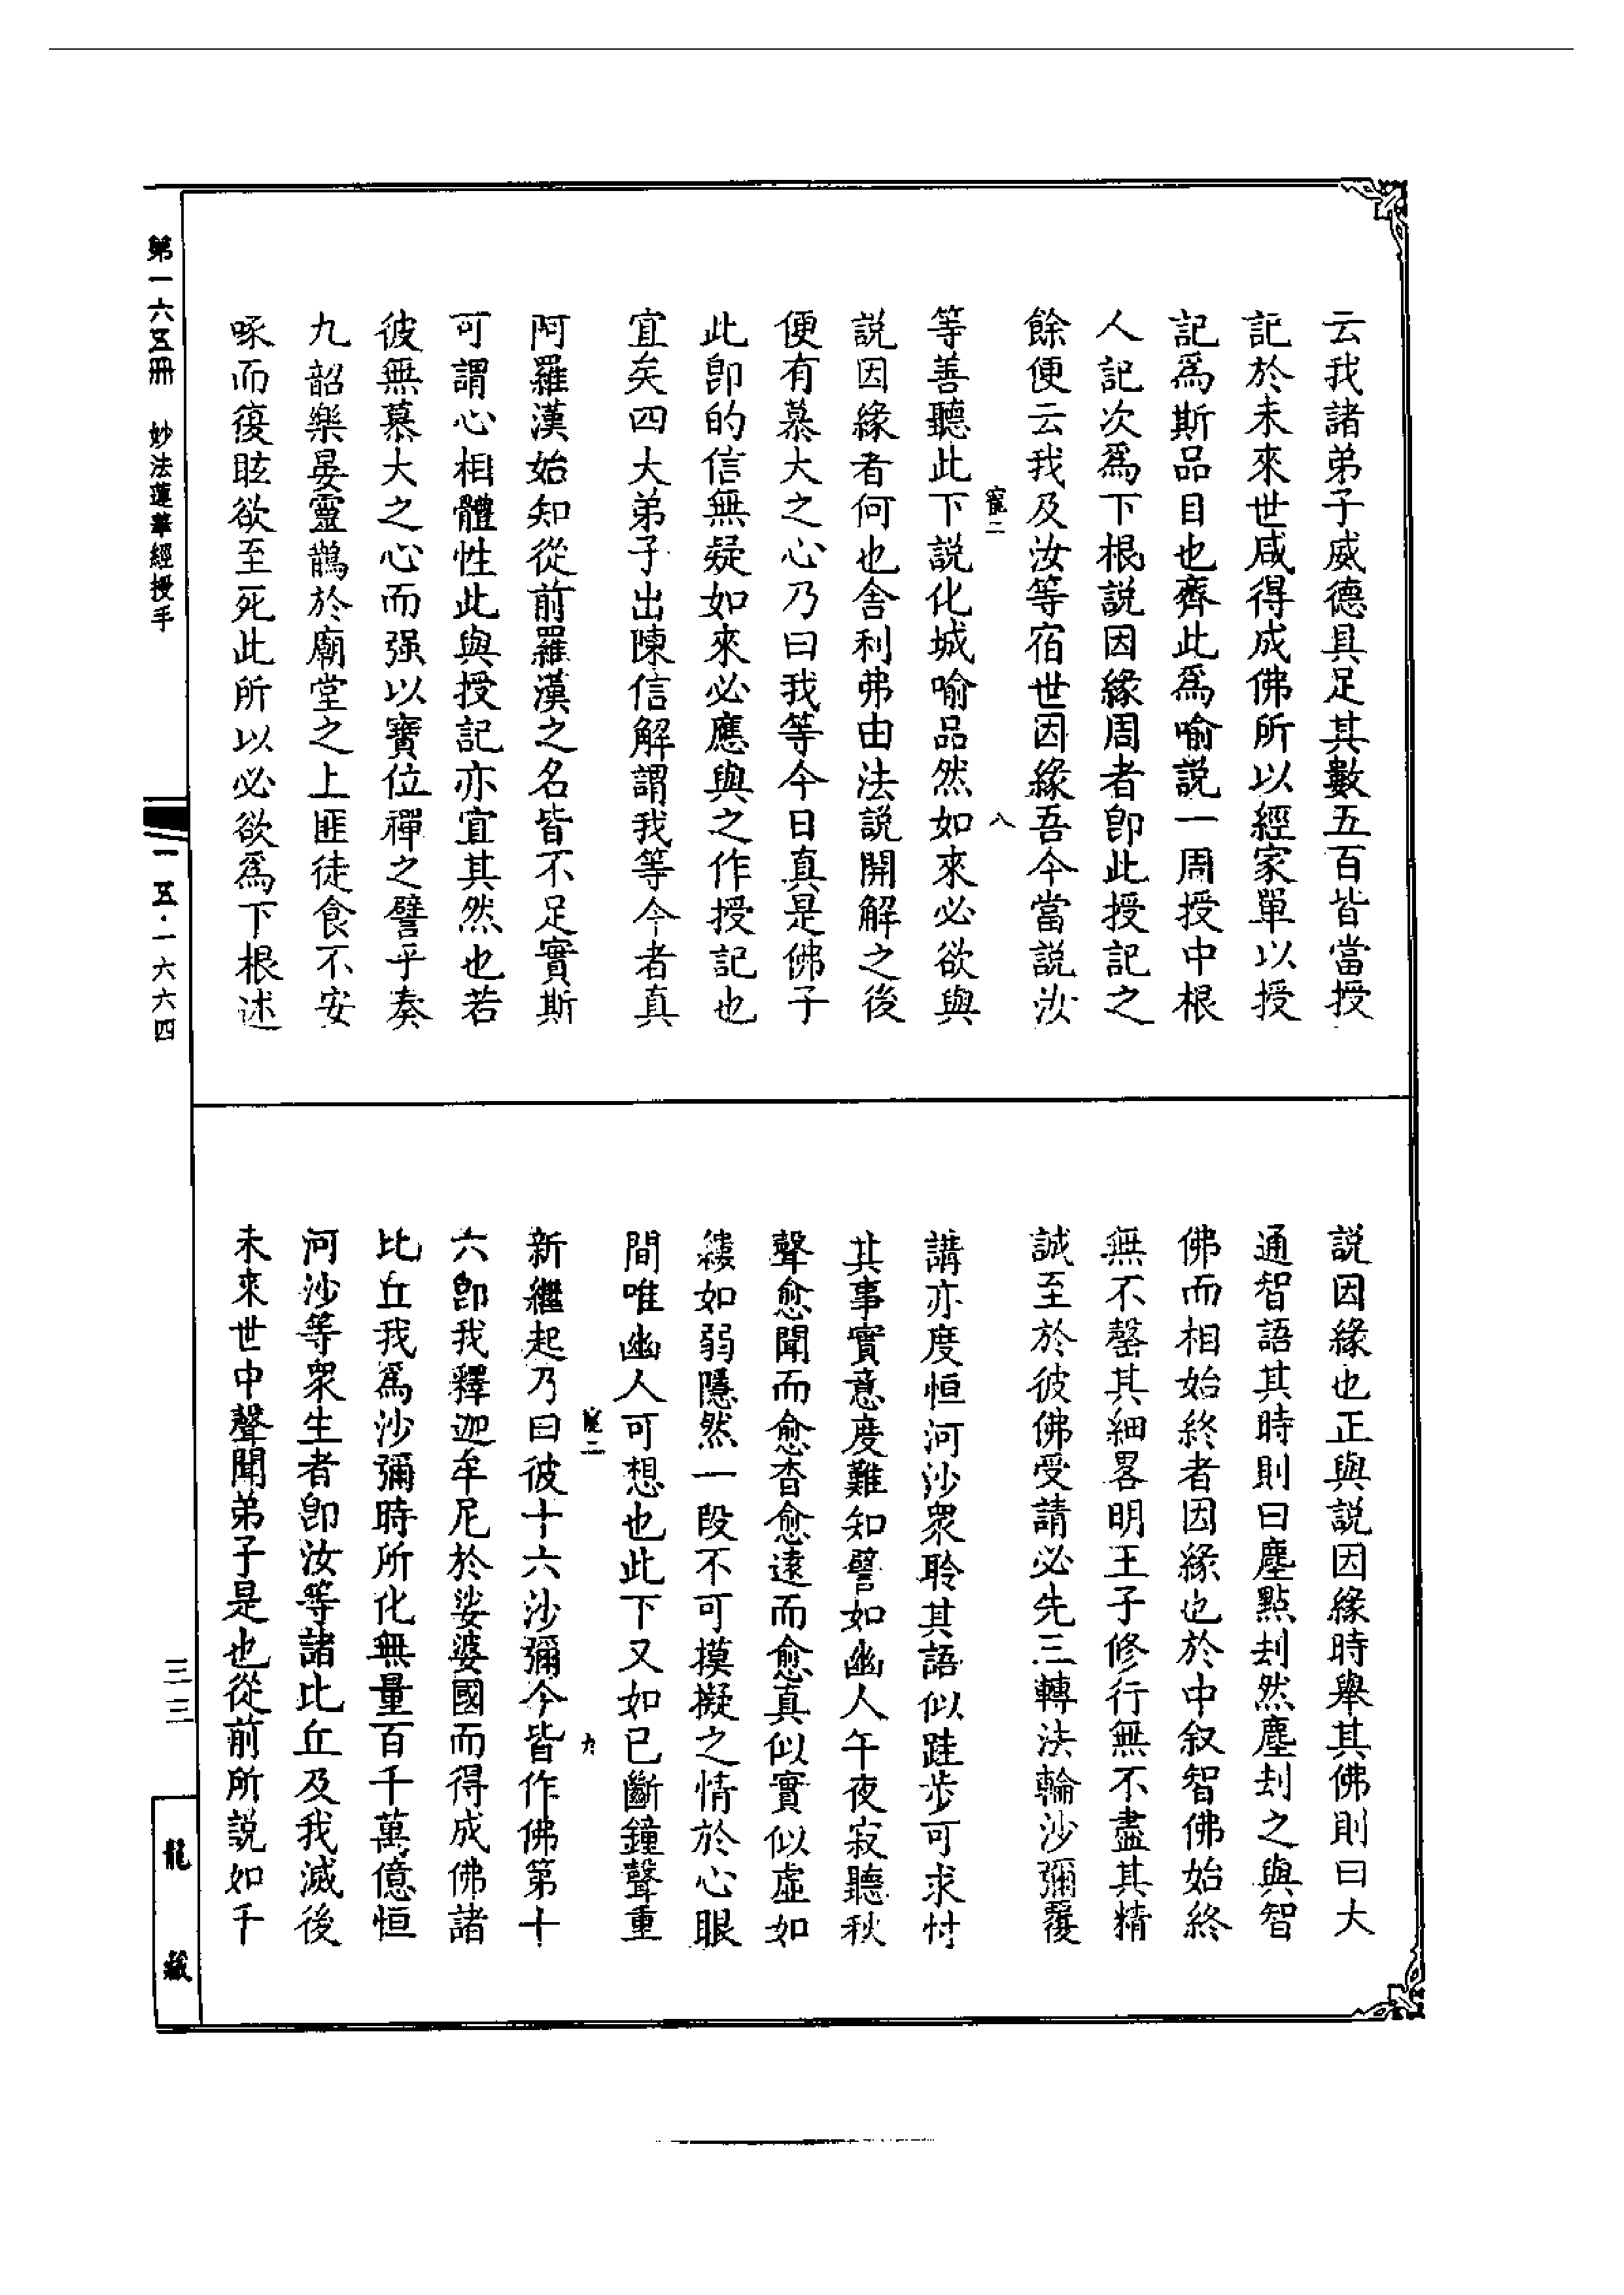 云我諸弟子威德具足其數五百皆當授
記於未來世咸得成佛所以經家單以授
記爲斯品目也齊此爲喻説一周授中根
人記次爲下根説因緣周者卽此授記之
餘便云我及汝等宿世因緣吾今當説汝
寵二
八
等善聽此下説化城喻品然如來必欲與
説因緣者何也舍利弗由法説開解之後
便有慕大之心乃曰我等今日真是佛子
此卽的信無疑如來必應與之作授記也
宜矣四大弟子出陳信解謂我等今者真
阿羅漢始知從前羅漢之名皆不足實斯
可謂心相體性此與授記亦宜其然也若
彼無慕大之心而强以寶位禪之譬乎奏
九韶樂晏靈鶴於廟堂之上匪徒食不安
啄而復眩欲至死此所以必欲爲下根述
説因緣也正與説因緣時舉其佛則曰大
通智語其時則曰塵點刦然塵刦之與智
佛而相始終者因緣也於中叙智佛始終
無不罄其細畧明王子修行無不盡其精
誠至於彼佛受請必先三轉法輪沙彌覆
講亦度恒河沙眾聆其語似跬步可求忖
其事實意度難知譬如幽人午夜寂聽秋
聲愈聞而愈杳愈遠而愈真似實似虛如
縷如弱隱然一段不可摸擬之情於心眼
間唯幽人可想也此下又如已斷鐘聲重
寵二
九
新繼起乃曰彼十六沙彌今皆作佛第十
六卽我釋迦牟尼於娑婆國而得成佛諸
比丘我爲沙彌時所化無量百千萬億恒
河沙等眾生者卽汝等諸比丘及我滅後
未來世中聲聞弟子是也從前所説如千
第一六五冊 妙法蓮華經授手
一五·一六六四
三三
龍藏